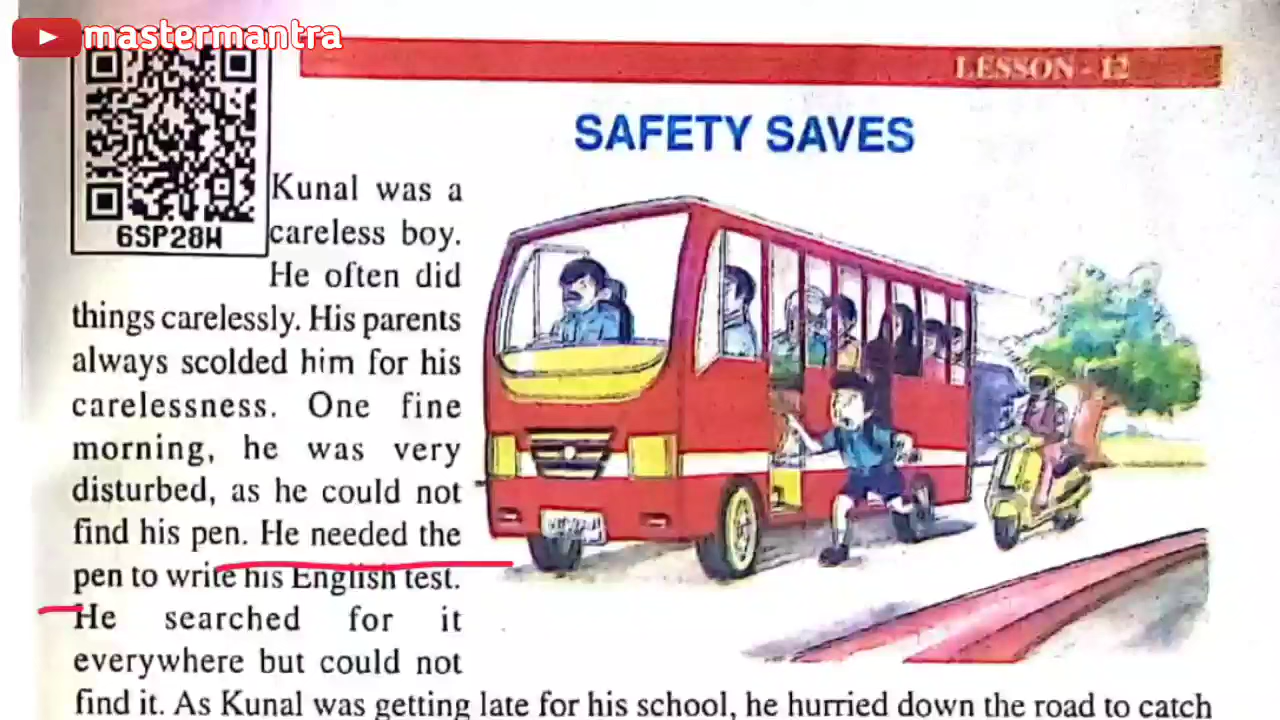 mastermantra
LESSON - 12
SAFETY SAVES
6SP28W
Kunal was a
careless boy.
He often did
things carelessly. His parents
always scolded him for his
carelessness. One fine
morning, he was very
disturbed, as he could not
find his pen. He needed the
pen to write his English test.
He searched for it
everywhere but could not
find it. As Kunal was getting late for his school, he hurried down the road to catch